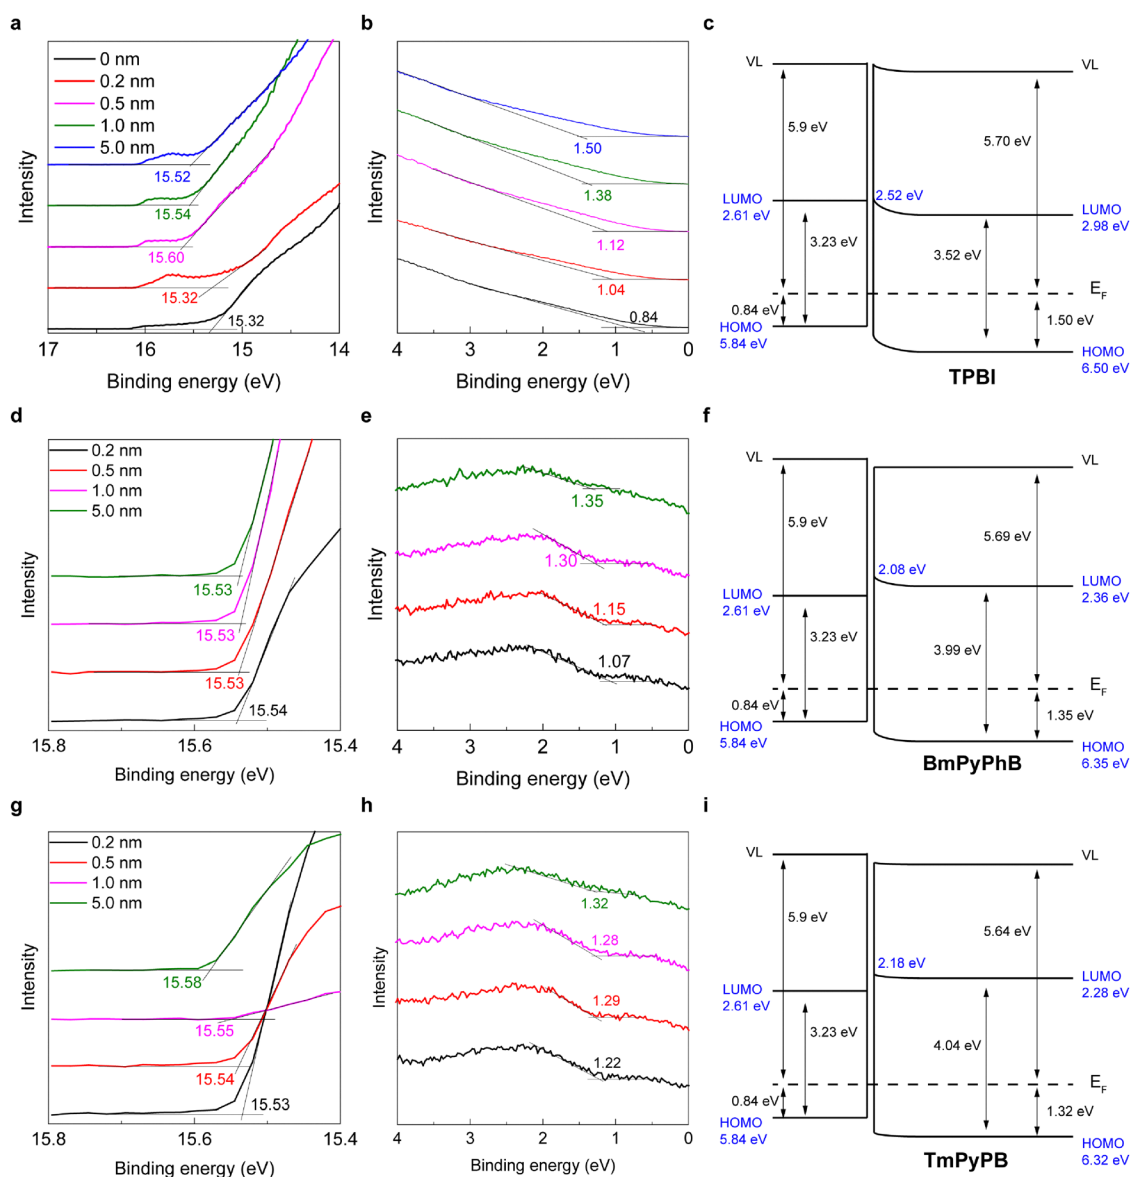 a
0 nm
0.2 nm
0.5 nm
1.0 nm
5.0 nm
Intensity
15.52
15.54
15.60
15.32
15.32
17
16
15
14
Binding energy (eV)
b
Intensity
1.50
1.38
1.12
1.04
0.84
4
3
2
1
0
Binding energy (eV)
c
VL
VL
5.9 eV
5.70 eV
LUMO
2.61 eV
2.52 eV
LUMO
2.98 eV
3.23 eV
3.52 eV
EF
0.84 eV
1.50 eV
HOMO
5.84 eV
HOMO
6.50 eV
TPBI
d
0.2 nm
0.5 nm
1.0 nm
5.0 nm
Intensity
15.53
15.53
15.53
15.54
15.8
15.6
15.4
Binding energy (eV)
e
Intensity
1.35
1.30
1.15
1.07
4
3
2
1
0
Binding energy (eV)
f
VL
VL
5.9 eV
5.69 eV
2.08 eV
LUMO
2.61 eV
LUMO
2.36 eV
3.23 eV
3.99 eV
EF
0.84 eV
1.35 eV
HOMO
5.84 eV
HOMO
6.35 eV
BmPyPhB
g
0.2 nm
0.5 nm
1.0 nm
5.0 nm
Intensity
15.58
15.55
15.54
15.53
15.8
15.6
15.4
Binding energy (eV)
h
Intensity
1.32
1.28
1.29
1.22
4
3
2
1
0
Binding energy (eV)
i
VL
VL
5.9 eV
5.64 eV
2.18 eV
LUMO
2.61 eV
LUMO
2.28 eV
3.23 eV
4.04 eV
EF
0.84 eV
1.32 eV
HOMO
5.84 eV
HOMO
6.32 eV
TmPyPB